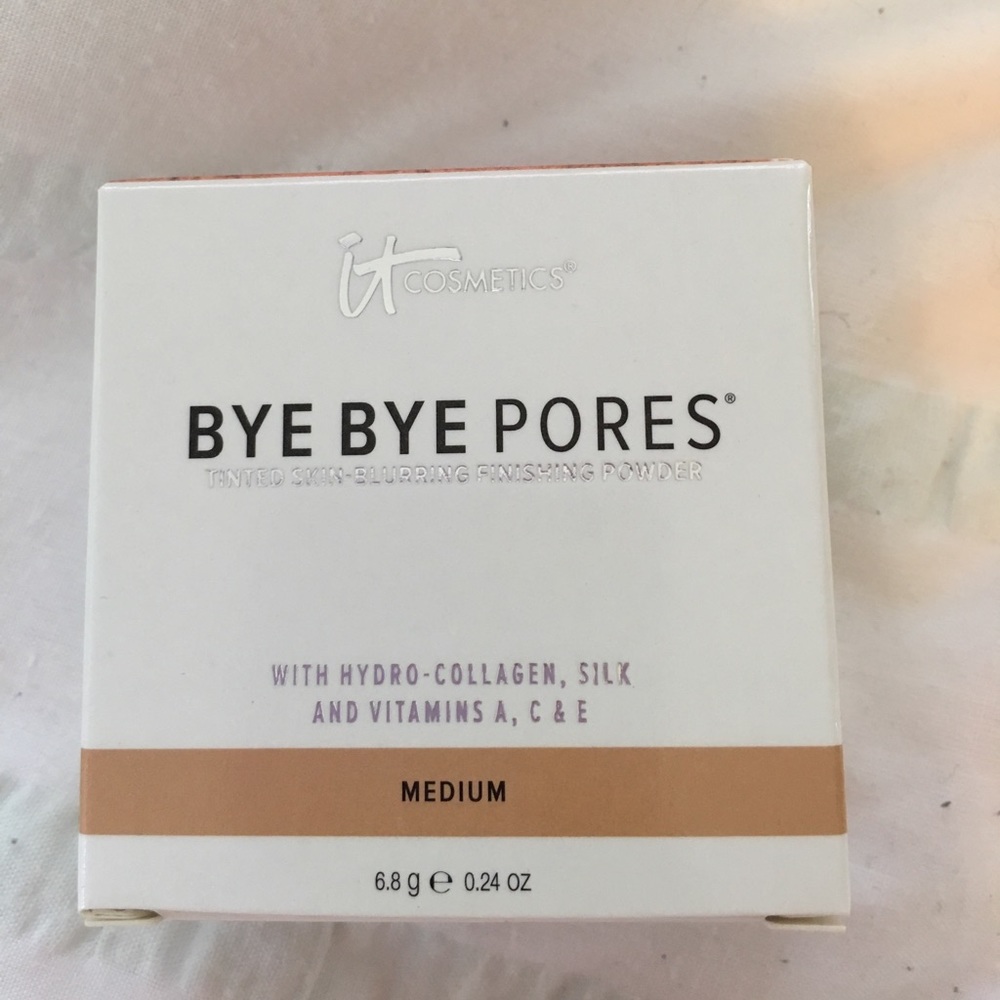 it COSMETICS®
BYE BYE PORES®
TINTED SKIN-BLURRING FINISHING POWDER
WITH HYDRO-COLLAGEN, SILK
AND VITAMINS A, C & E
MEDIUM
6.8 g ℮ 0.24 OZ